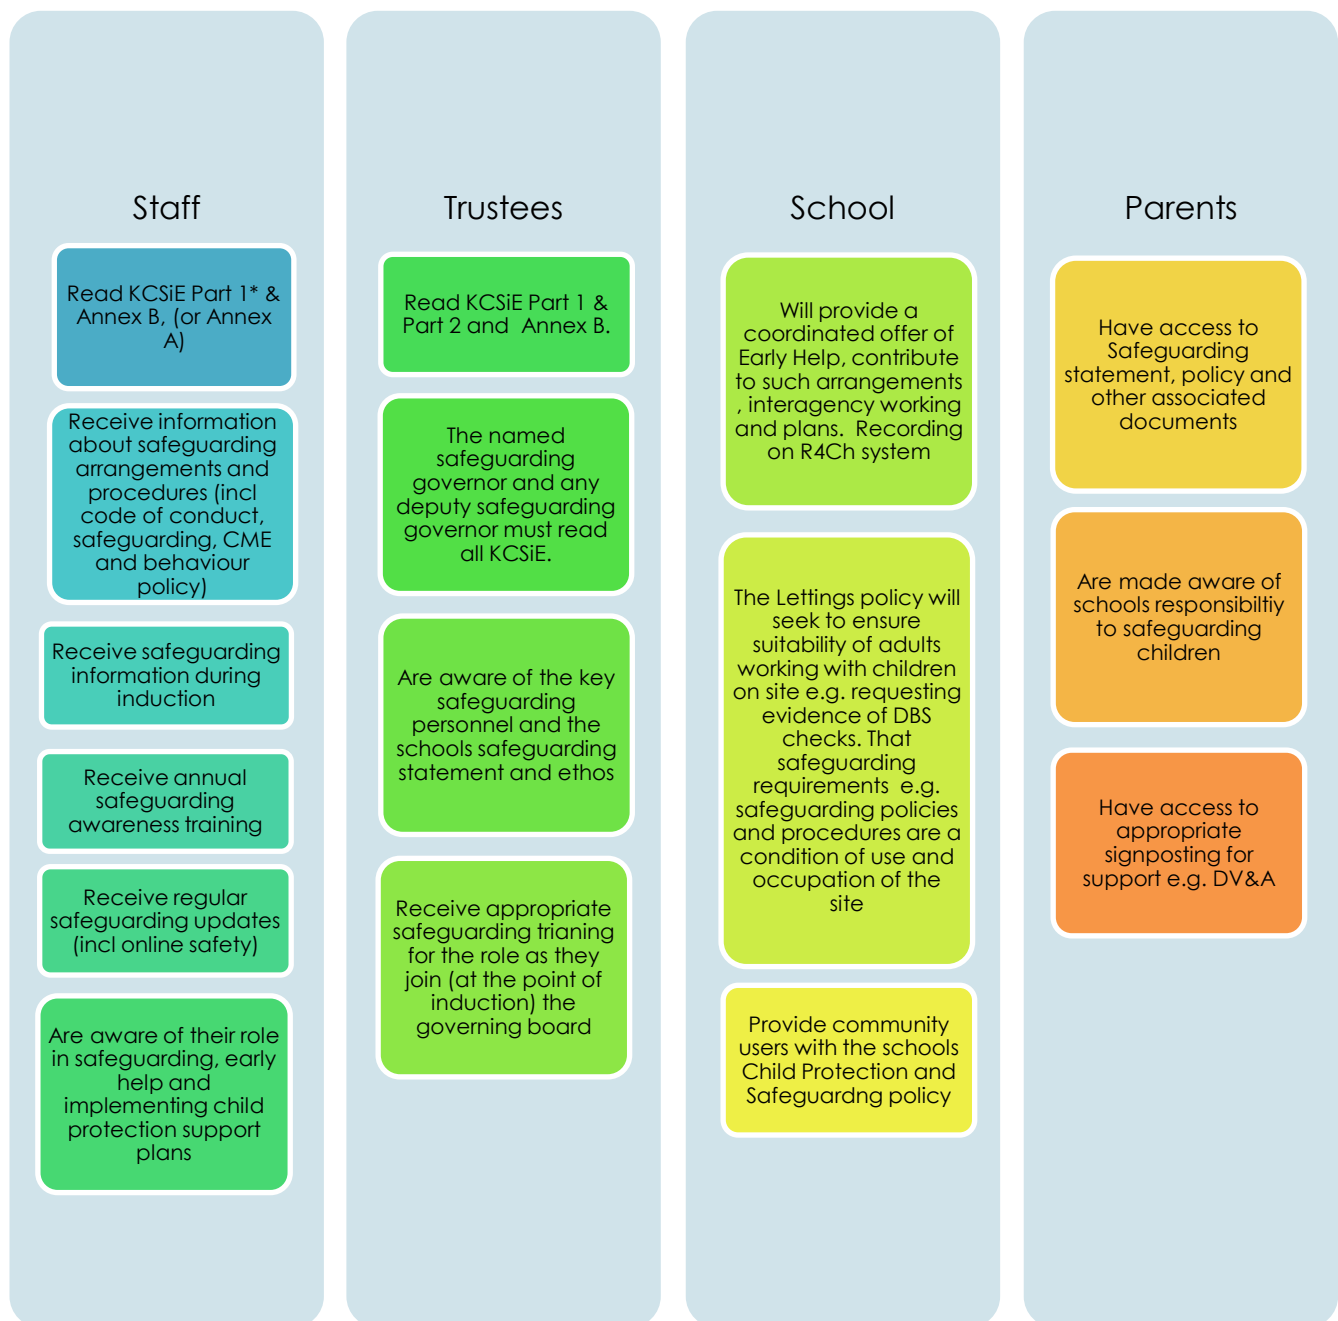 Staff
Read KCSiE Part 1* &
Annex B, (or Annex
A)
Receive information
about safeguarding
arrangements and
procedures (incl
code of conduct,
safeguarding, CME
and behaviour
policy)
Receive safeguarding
information during
induction
Receive annual
safeguarding
awareness training
Receive regular
safeguarding updates
(incl online safety)
Are aware of their role
in safeguarding, early
help and
implementing child
protection support
plans
Trustees
Read KCSiE Part 1 &
Part 2 and  Annex B.
The named
safeguarding
governor and any
deputy safeguarding
governor must read
all KCSiE.
Are aware of the key
safeguarding
personnel and the
schools safeguarding
statement and ethos
Receive appropriate
safeguarding trianing
for the role as they
join (at the point of
induction) the
governing board
School
Will provide a
coordinated offer of
Early Help, contribute
to such arrangements
, interagency working
and plans.  Recording
on R4Ch system
The Lettings policy will
seek to ensure
suitability of adults
working with children
on site e.g. requesting
evidence of DBS
checks. That
safeguarding
requirements  e.g.
safeguarding policies
and procedures are a
condition of use and
occupation of the
site
Provide community
users with the schools
Child Protection and
Safeguardng policy
Parents
Have access to
Safeguarding
statement, policy and
other associated
documents
Are made aware of
schools responsibiltiy
to safeguarding
children
Have access to
appropriate
signposting for
support e.g. DV&A